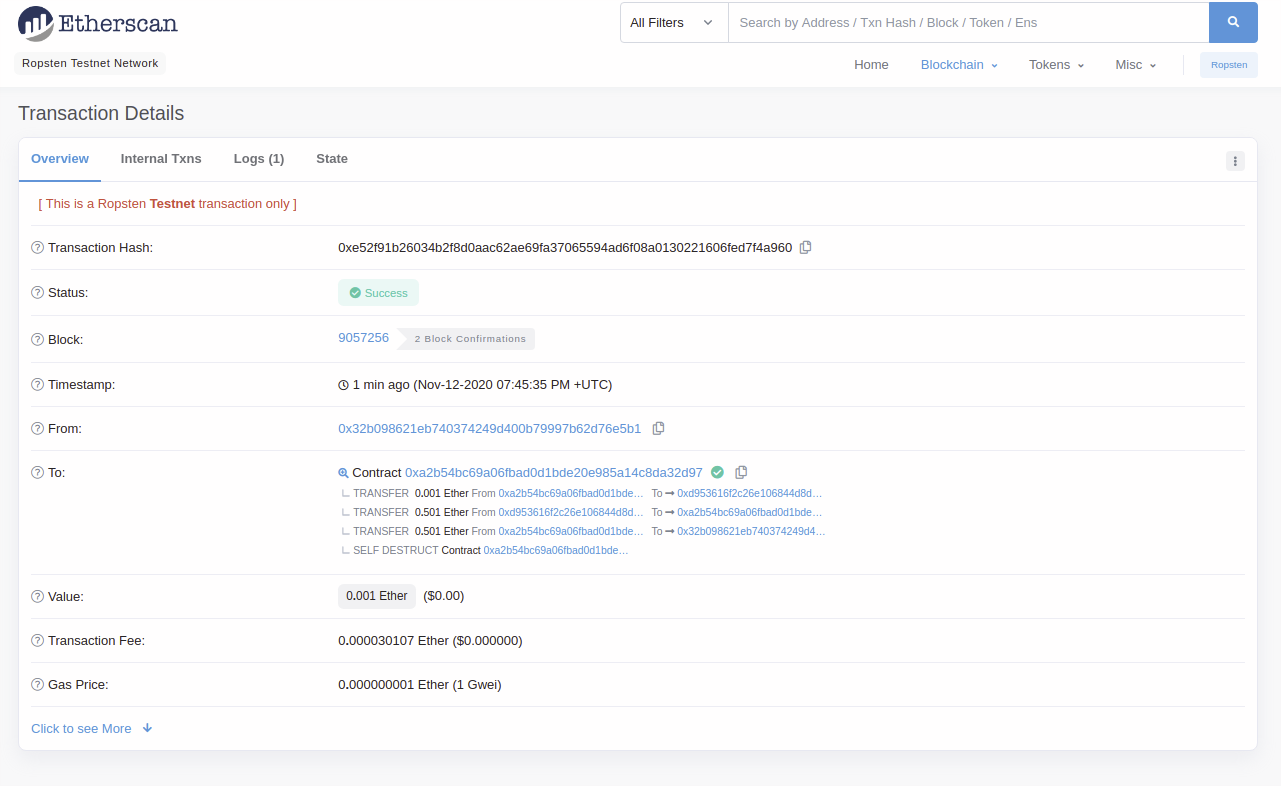 Etherscan
All Filters
Search by Address / Txn Hash / Block / Token / Ens
Ropsten Testnet Network
Home Blockchain Tokens Misc Ropsten
Transaction Details
Overview Internal Txns Logs (1) State
[ This is a Ropsten Testnet transaction only ]
Transaction Hash: 0xe52f91b26034b2f8d0aac62ae69fa37065594ad6f08a0130221606fed7f4a960
Status: Success
Block: 9057256 2 Block Confirmations
Timestamp: 1 min ago (Nov-12-2020 07:45:35 PM +UTC)
From: 0x32b098621eb740374249d400b79997b62d76e5b1
To: Contract 0xa2b54bc69a06fbad0d1bde20e985a14c8da32d97
TRANSFER 0.001 Ether From 0xa2b54bc69a06fbad0d1bde... To → 0xd953616f2c26e106844d8d...
TRANSFER 0.501 Ether From 0xd953616f2c26e106844d8d... To → 0xa2b54bc69a06fbad0d1bde...
TRANSFER 0.501 Ether From 0xa2b54bc69a06fbad0d1bde... To → 0x32b098621eb740374249d4...
SELF DESTRUCT Contract 0xa2b54bc69a06fbad0d1bde...
Value: 0.001 Ether ($0.00)
Transaction Fee: 0.000030107 Ether ($0.000000)
Gas Price: 0.000000001 Ether (1 Gwei)
Click to see More